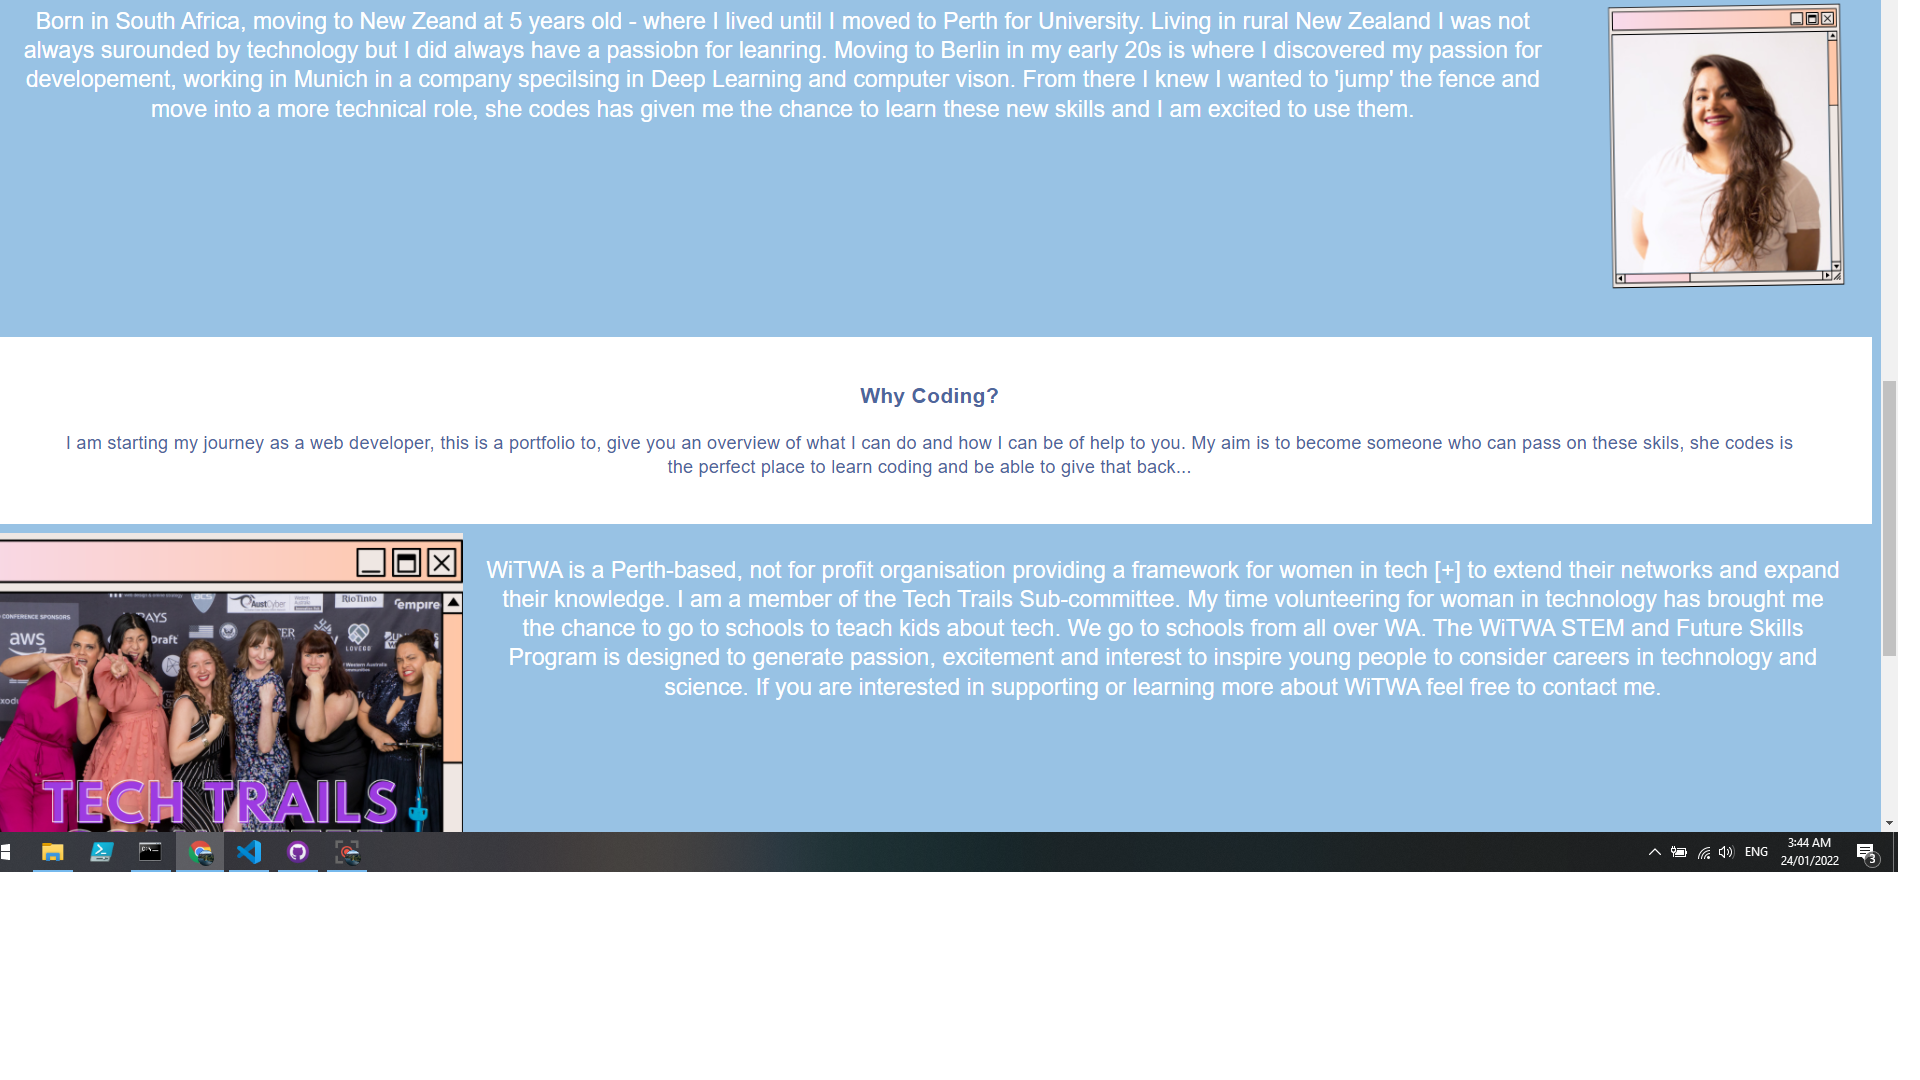 Born in South Africa, moving to New Zeand at 5 years old - where I lived until I moved to Perth for University. Living in rural New Zealand I was not
always surounded by technology but I did always have a passiobn for leanring. Moving to Berlin in my early 20s is where I discovered my passion for
developement, working in Munich in a company specilsing in Deep Learning and computer vison. From there I knew I wanted to 'jump' the fence and
move into a more technical role, she codes has given me the chance to learn these new skills and I am excited to use them.
Why Coding?
I am starting my journey as a web developer, this is a portfolio to, give you an overview of what I can do and how I can be of help to you. My aim is to become someone who can pass on these skils, she codes is
the perfect place to learn coding and be able to give that back...
WiTWA is a Perth-based, not for profit organisation providing a framework for women in tech [+] to extend their networks and expand
their knowledge. I am a member of the Tech Trails Sub-committee. My time volunteering for woman in technology has brought me
the chance to go to schools to teach kids about tech. We go to schools from all over WA. The WiTWA STEM and Future Skills
Program is designed to generate passion, excitement and interest to inspire young people to consider careers in technology and
science. If you are interested in supporting or learning more about WiTWA feel free to contact me.
CONFERENCE SPONSORS
aws
AustCyber
RioTinto
empire
Draft
LOVEGO
TECH TRAILS
ENG
3:44 AM
24/01/2022
3